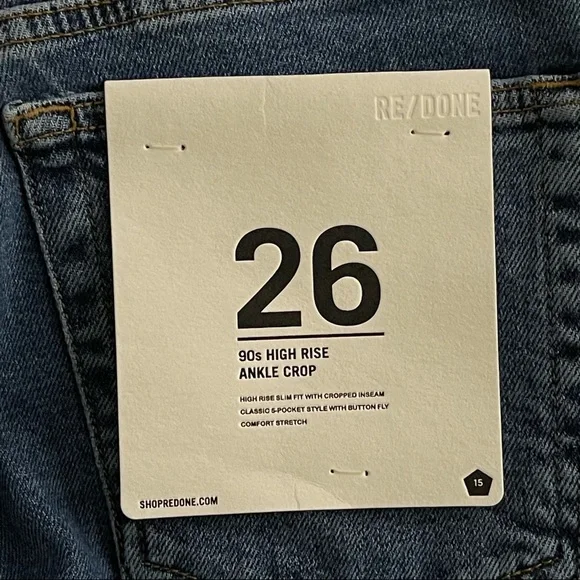 RE/DONE
26
90s HIGH RISE
ANKLE CROP
HIGH RISE SLIM FIT WITH CROPPED INSEAM
CLASSIC 5-POCKET STYLE WITH BUTTON FLY
COMFORT STRETCH
SHOPREDONE.COM
15